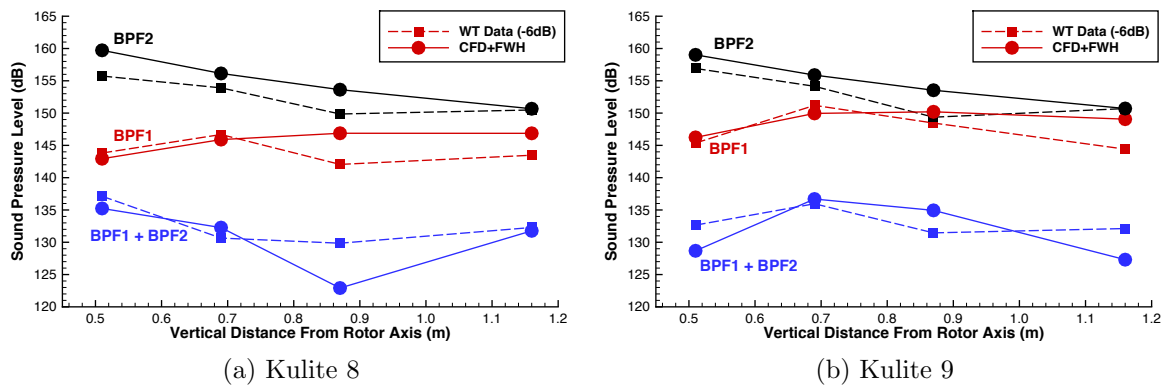 165
160
155
150
145
140
135
130
125
120
Sound Pressure Level (dB)
WT Data (-6dB)
CFD+FWH
BPF2
BPF1
BPF1 + BPF2
0.5 0.6 0.7 0.8 0.9 1.0 1.1 1.2
Vertical Distance From Rotor Axis (m)
(a) Kulite 8
165
160
155
150
145
140
135
130
125
120
Sound Pressure Level (dB)
WT Data (-6dB)
CFD+FWH
BPF2
BPF1
BPF1 + BPF2
0.5 0.6 0.7 0.8 0.9 1.0 1.1 1.2
Vertical Distance From Rotor Axis (m)
(b) Kulite 9